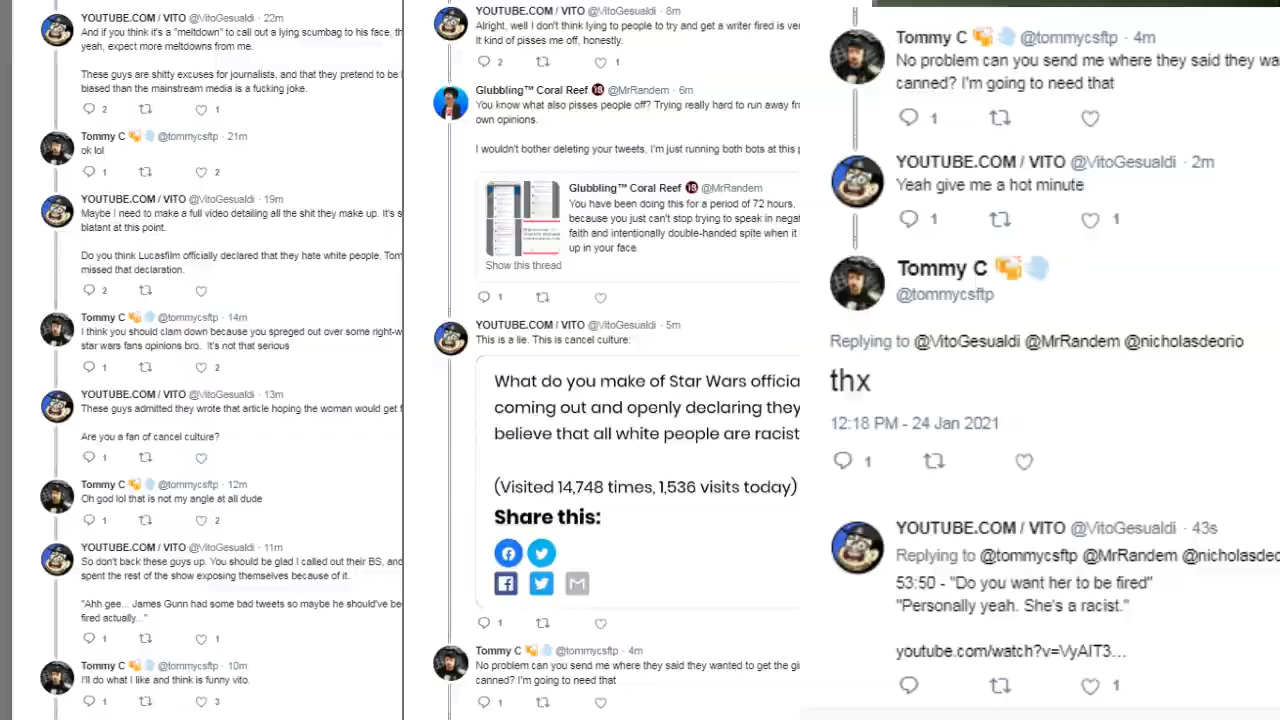 YOUTUBE.COM / VITO @VitoGesualdi · 22m
And if you think it's a "meltdown" to call out a lying scumbag to his face, th
yeah, expect more meltdowns from me.
These guys are shitty excuses for journalists, and that they pretend to be l
biased than the mainstream media is a fucking joke.
2 1
Tommy C @tommycsftp · 21m
ok lol
1 2
YOUTUBE.COM / VITO @VitoGesualdi · 19m
Maybe I need to make a full video detailing all the shit they make up. It's s
blatant at this point.
Do you think Lucasfilm officially declared that they hate white people, Tom
missed that declaration.
2
Tommy C @tommycsftp · 14m
I think you should clam down because you spreged out over some right-w
star wars fans opinions bro. It's not that serious
1 2
YOUTUBE.COM / VITO @VitoGesualdi · 13m
These guys admitted they wrote that article hoping the woman would get f
Are you a fan of cancel culture?
1
Tommy C @tommycsftp · 12m
Oh god lol that is not my angle at all dude
1 2
YOUTUBE.COM / VITO @VitoGesualdi · 11m
So don't back these guys up. You should be glad I called out their BS, and
spent the rest of the show exposing themselves because of it.
"Ahh gee... James Gunn had some bad tweets so maybe he should've be
fired actually..."
1 1
Tommy C @tommycsftp · 10m
I'll do what I like and think is funny vito.
1 3
YOUTUBE.COM / VITO @VitoGesualdi · 8m
Alright, well I don't think lying to people to try and get a writer fired is ver
It kind of pisses me off, honestly.
2 1
Glubbling™ Coral Reef 🔞 @MrRandem · 6m
You know what also pisses people off? Trying really hard to run away fr
own opinions.
I wouldn't bother deleting your tweets, I'm just running both bots at this p
Glubbling™ Coral Reef 🔞 @MrRandem
You have been doing this for a period of 72 hours,
because you just can't stop trying to speak in negat
faith and intentionally double-handed spite when it
up in your face.
Show this thread
1
YOUTUBE.COM / VITO @VitoGesualdi · 5m
This is a lie. This is cancel culture:
What do you make of Star Wars officia
coming out and openly declaring they
believe that all white people are racist
(Visited 14,748 times, 1,536 visits today)
Share this:
1
Tommy C @tommycsftp · 4m
No problem can you send me where they said they wanted to get the gi
canned? I'm going to need that
1
Tommy C @tommycsftp · 4m
No problem can you send me where they said they wa
canned? I'm going to need that
1
YOUTUBE.COM / VITO @VitoGesualdi · 2m
Yeah give me a hot minute
1 1
Tommy C
@tommycsftp
Replying to @VitoGesualdi @MrRandem @nicholasdeorio
thx
12:18 PM - 24 Jan 2021
1
YOUTUBE.COM / VITO @VitoGesualdi · 43s
Replying to @tommycsftp @MrRandem @nicholasdeo
53:50 - "Do you want her to be fired"
"Personally yeah. She's a racist."
youtube.com/watch?v=VyAIT3...
1